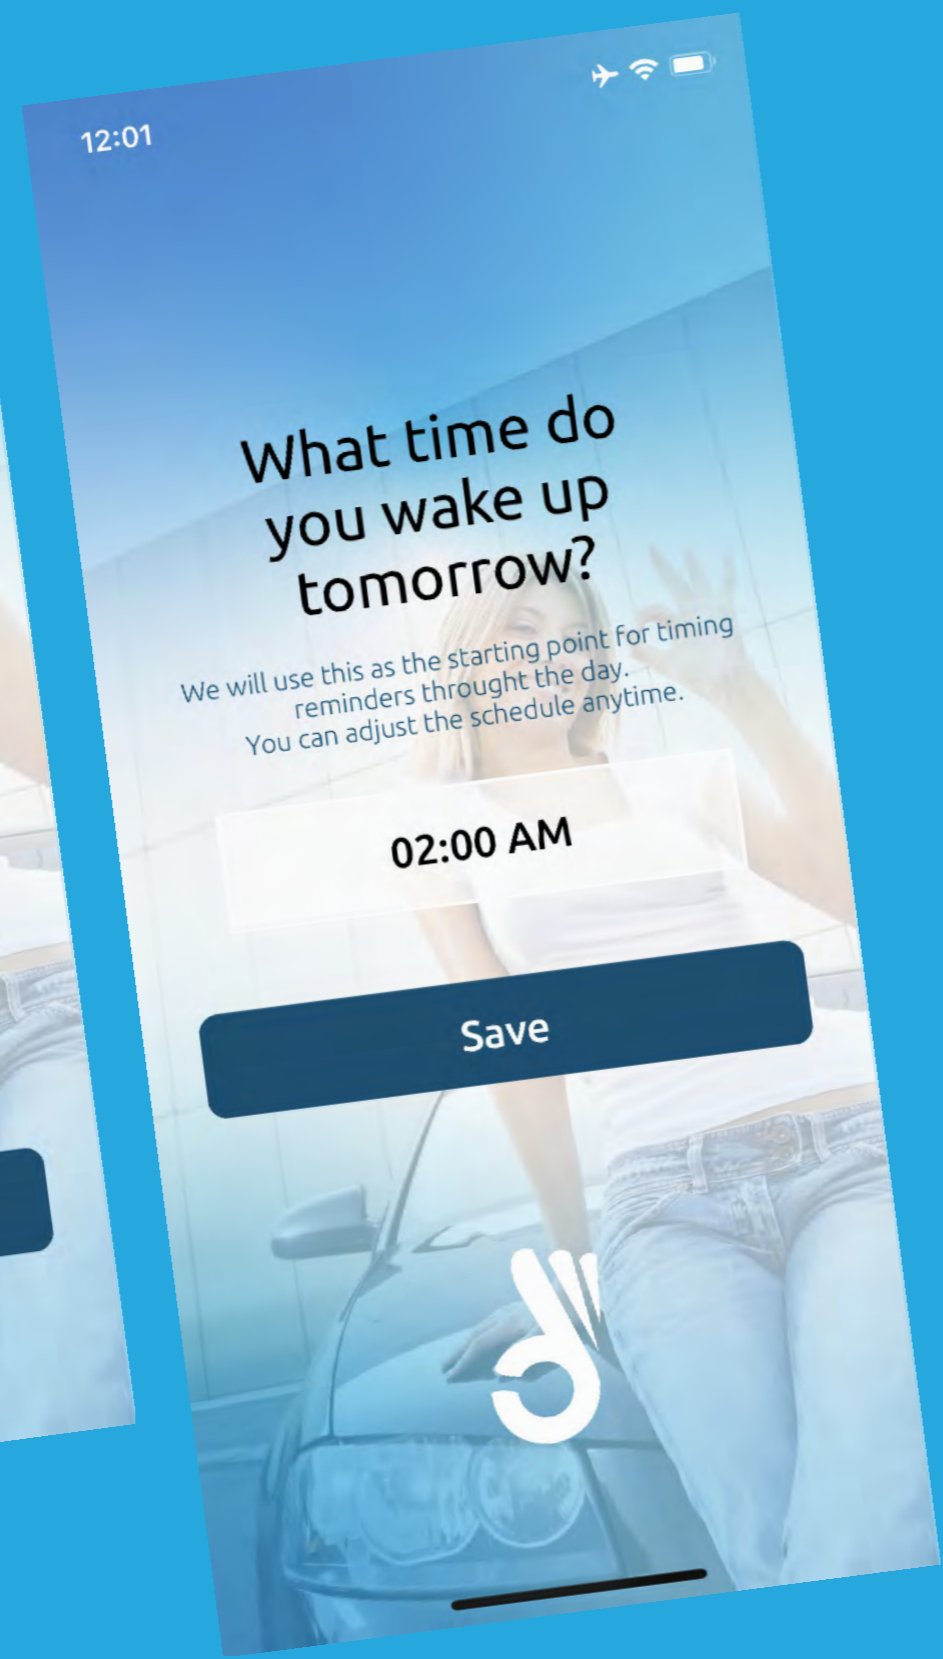 12:01
What time do
you wake up
tomorrow?
We will use this as the starting point for timing
reminders throught the day.
You can adjust the schedule anytime.
02:00 AM
Save